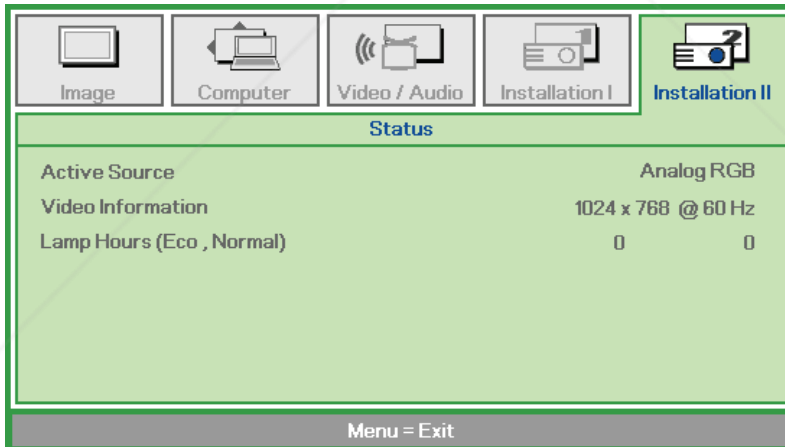 Image Computer Video / Audio Installation I Installation II
Status
Active Source Analog RGB
Video Information 1024 x 768 @ 60 Hz
Lamp Hours (Eco , Normal) 0 0
Menu = Exit